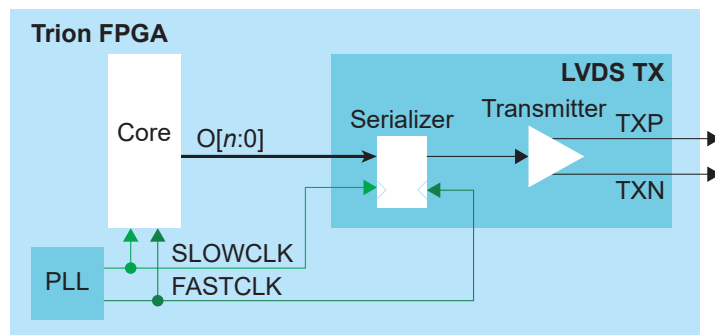 Trion FPGA
LVDS TX
Core
O[n:0]
Serializer
Transmitter
TXP
TXN
SLOWCLK
PLL
FASTCLK